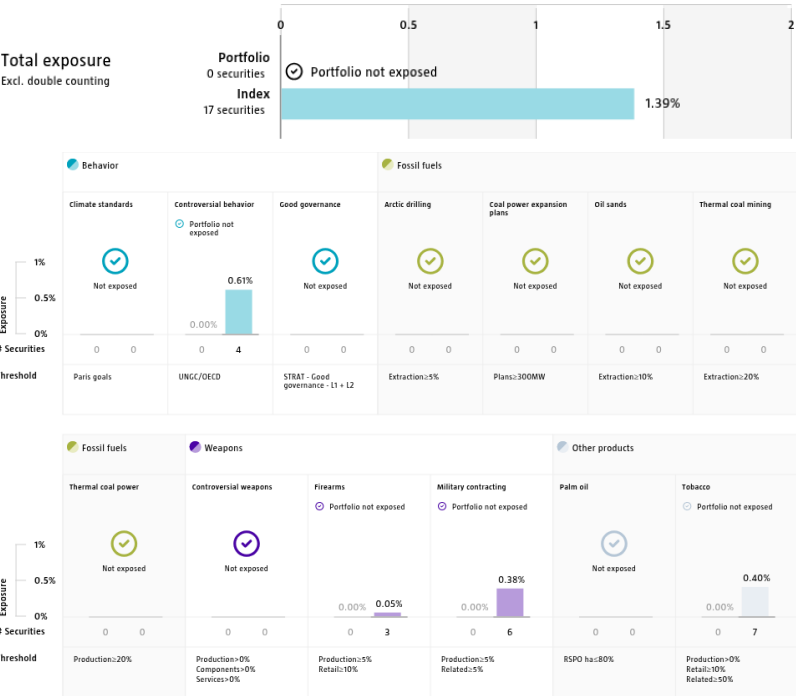 0 0.5 1 1.5 2
Total exposure
Excl. double counting
Portfolio
0 securities
Portfolio not exposed
Index
17 securities
1.39%
Behavior
Fossil fuels
Climate standards
Controversial behavior
Good governance
Arctic drilling
Coal power expansion
plans
Oil sands
Thermal coal mining
Portfolio not
exposed
1%
0.5%
0%
Exposure
Not exposed
0.00%
0.61%
Not exposed
Not exposed
Not exposed
Not exposed
Not exposed
# Securities
0 0 0 4 0 0 0 0 0 0 0 0 0 0
hreshold
Paris goals
UNGC/OECD
STRAT - Good
governance - L1 + L2
Extraction≥5%
Plans≥300MW
Extraction≥10%
Extraction≥20%
Fossil fuels
Weapons
Other products
Thermal coal power
Controversial weapons
Firearms
Military contracting
Palm oil
Tobacco
Portfolio not exposed
Portfolio not exposed
Portfolio not exposed
1%
0.5%
0%
Exposure
Not exposed
Not exposed
0.00%
0.05%
0.00%
0.38%
Not exposed
0.00%
0.40%
# Securities
0 0 0 0 0 3 0 6 0 0 0 7
hreshold
Production≥20%
Production>0%
Components>0%
Services>0%
Production≥5%
Retail≥10%
Production≥5%
Related≥5%
RSPO ha≤80%
Production>0%
Retail≥10%
Related≥50%